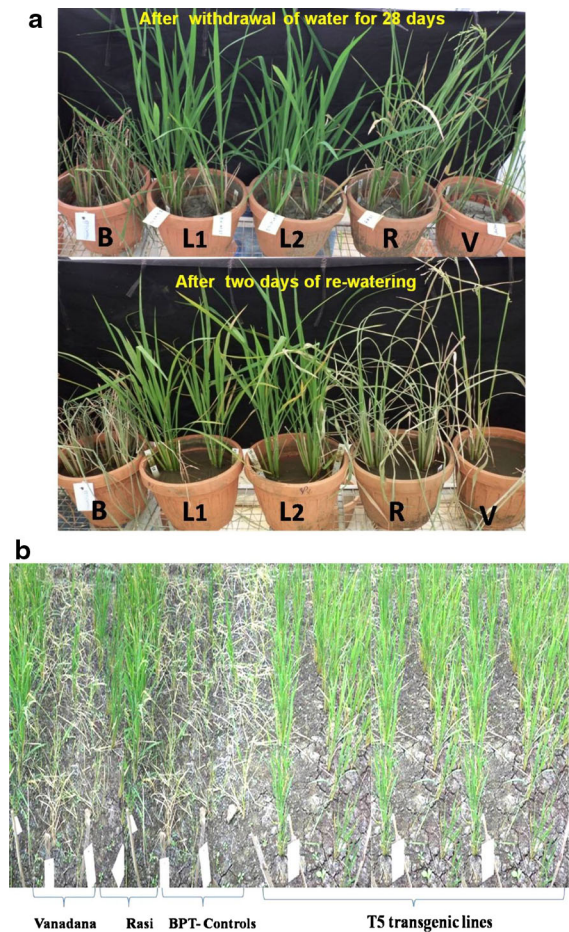 a
After withdrawal of water for 28 days
B L1 L2 R V
After two days of re-watering
B L1 L2 R V
b
Vanadana Rasi BPT- Controls T5 transgenic lines